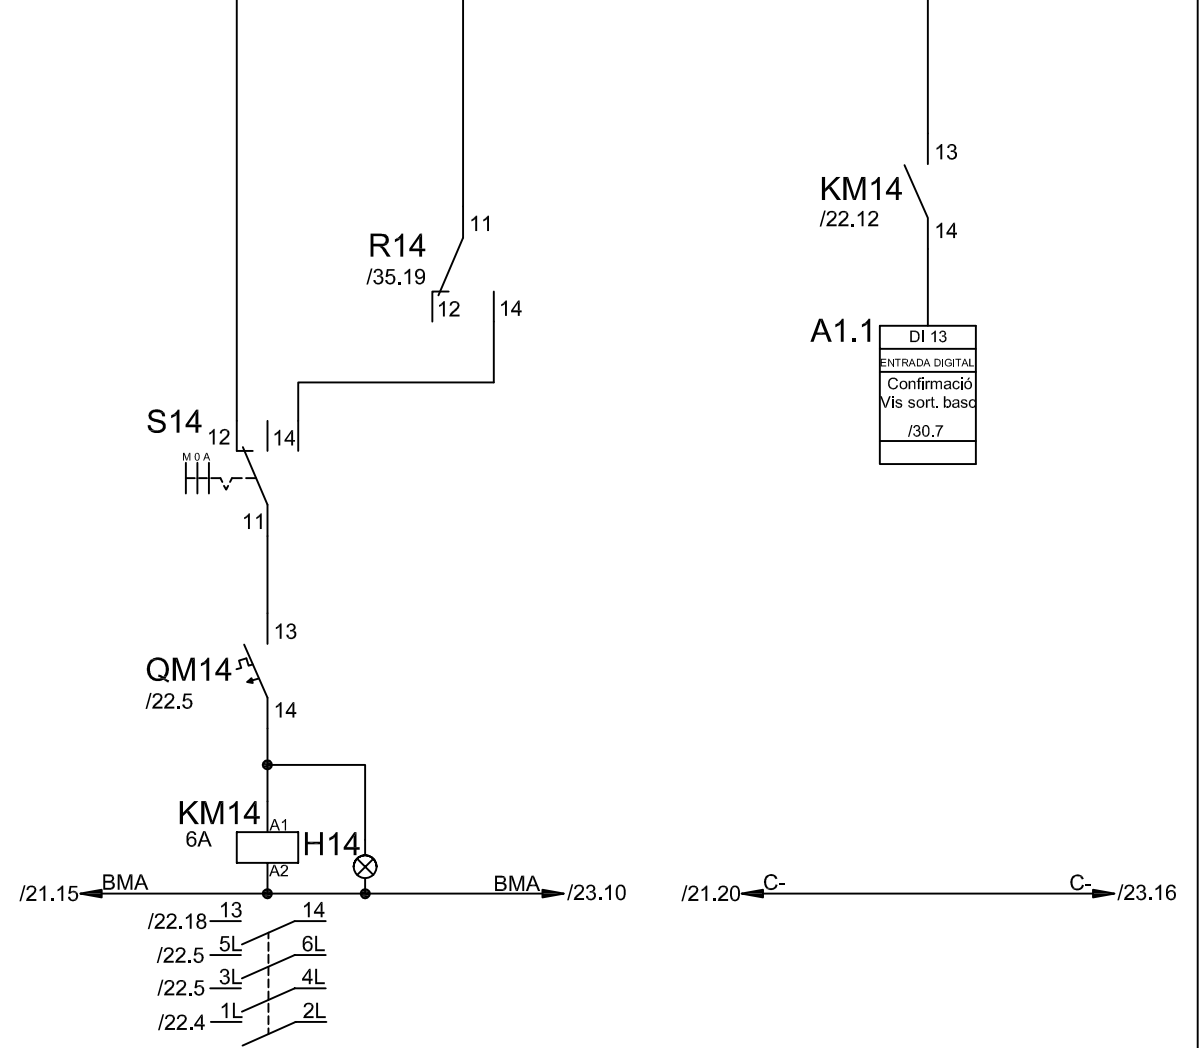 11
R14
/35.19
12
14
S14
12
14
M 0 A
11
13
QM14
/22.5
14
KM14
6A
A1
H14
A2
/21.15
BMA
BMA
/23.10
/22.18
13
14
/22.5
5L
6L
/22.5
3L
4L
/22.4
1L
2L
13
KM14
/22.12
14
A1.1
DI 13
ENTRADA DIGITAL
Confirmació
Vis sort. basc
/30.7
/21.20
C-
C-
/23.16